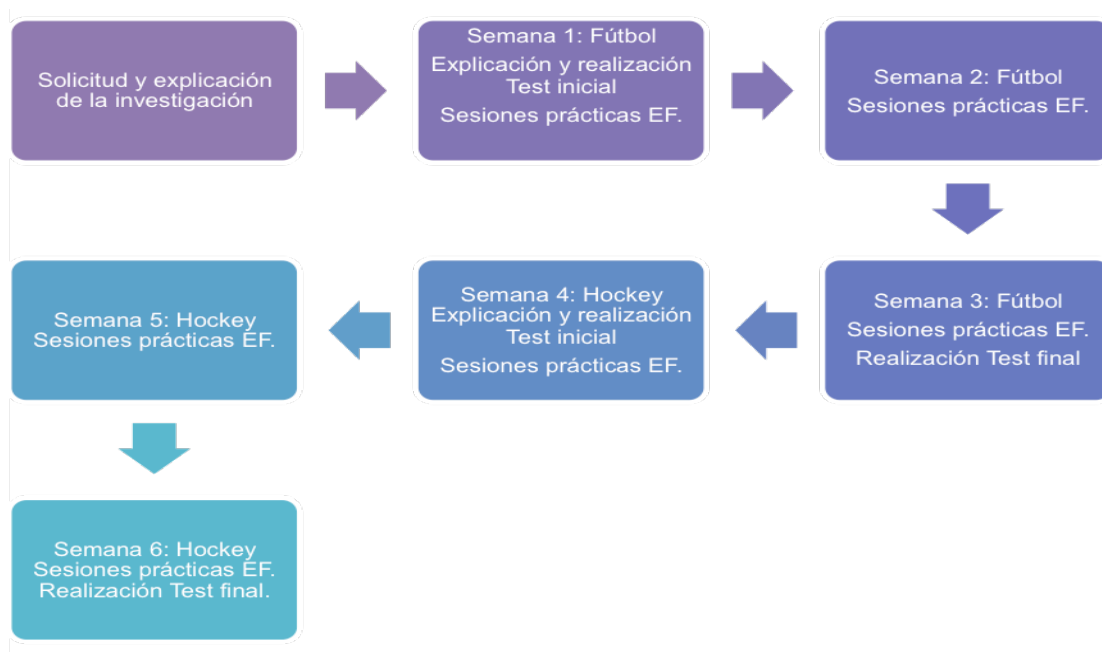 Solicitud y explicación
de la investigación
Semana 1: Fútbol
Explicación y realización
Test inicial
Sesiones prácticas EF.
Semana 2: Fútbol
Sesiones prácticas EF.
Semana 3: Fútbol
Sesiones prácticas EF.
Realización Test final
Semana 4: Hockey
Explicación y realización
Test inicial
Sesiones prácticas EF.
Semana 5: Hockey
Sesiones prácticas EF.
Semana 6: Hockey
Sesiones prácticas EF.
Realización Test final.